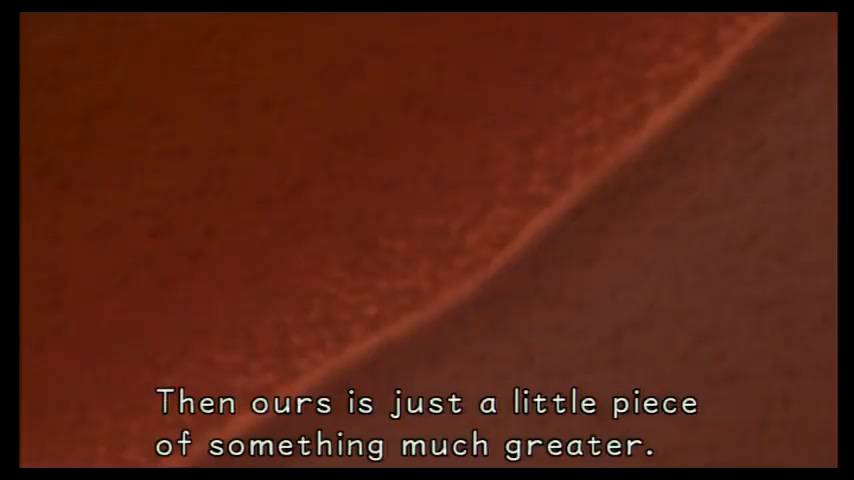 Then ours is just a little piece
of something much greater.